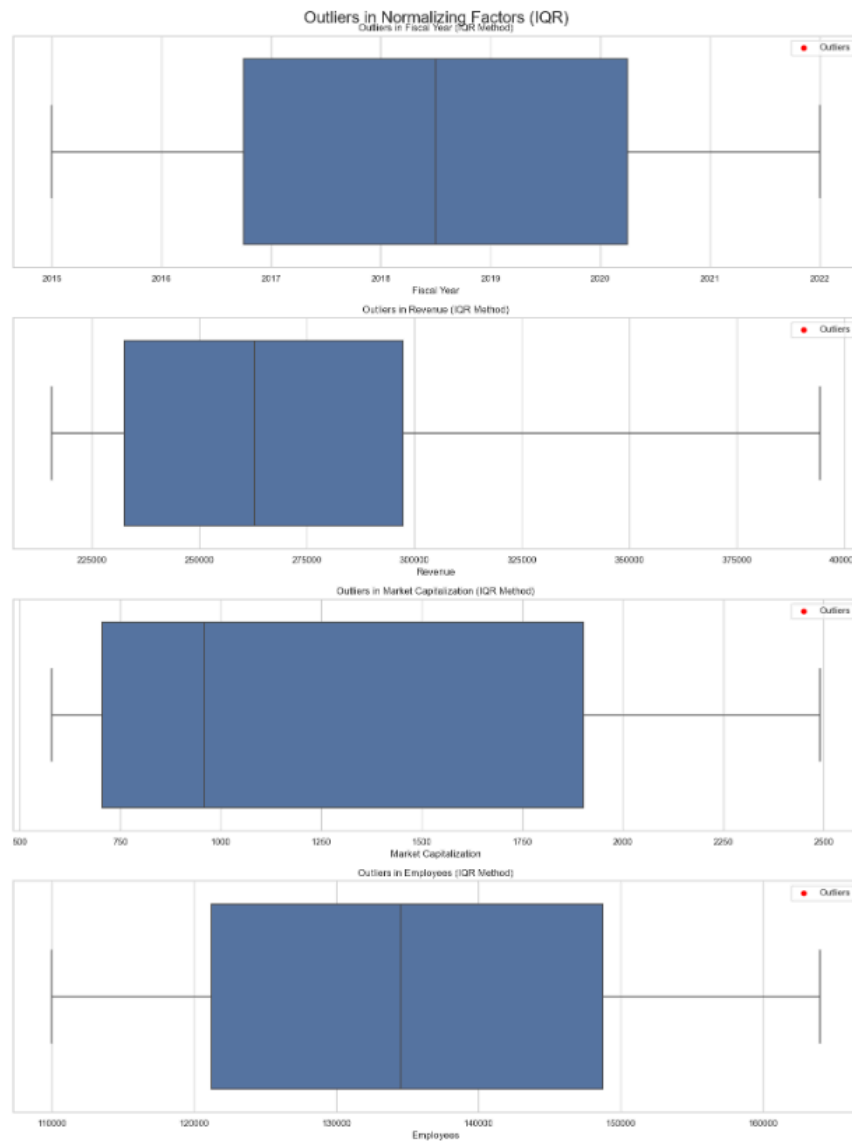 Outliers in Normalizing Factors (IQR)
Outliers in Fiscal Year (IQR Method)
Outliers
2015 2016 2017 2018 2019 2020 2021 2022
Fiscal Year
Outliers in Revenue (IQR Method)
Outliers
225000 250000 275000 300000 325000 350000 375000 400000
Revenue
Outliers in Market Capitalization (IQR Method)
Outliers
500 750 1000 1250 1500 1750 2000 2250 2500
Market Capitalization
Outliers in Employees (IQR Method)
Outliers
110000 120000 130000 140000 150000 160000
Employees